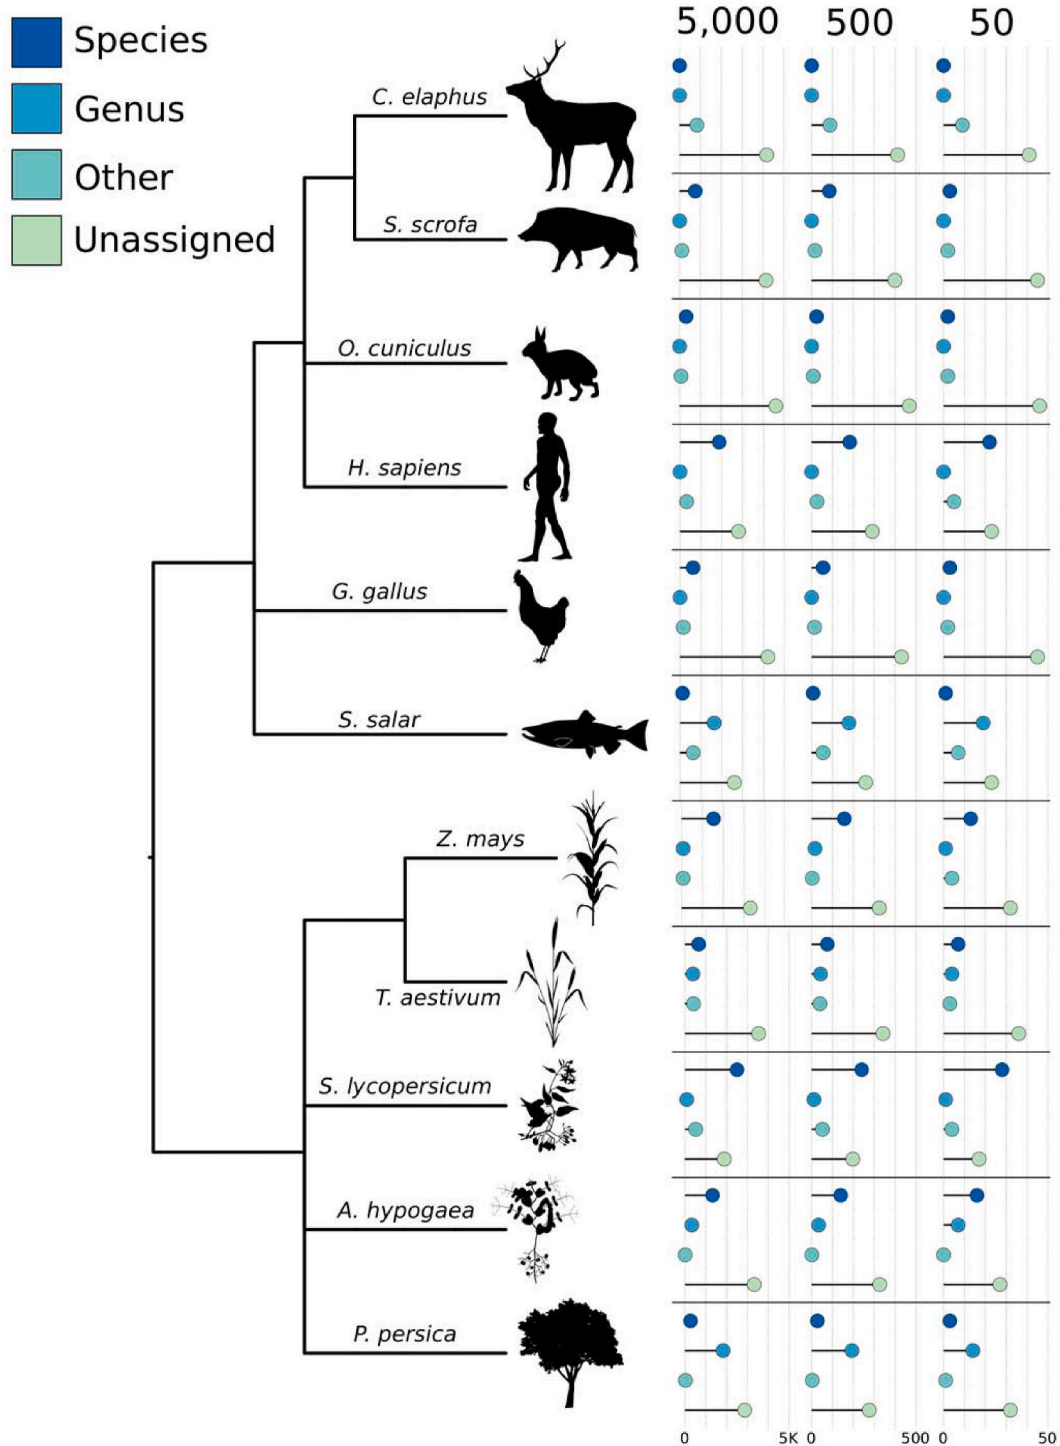 5,000 500 50
Species
Genus
Other
Unassigned
C. elaphus
S. scrofa
O. cuniculus
H. sapiens
G. gallus
S. salar
Z. mays
T. aestivum
S. lycopersicum
A. hypogaea
P. persica
0 5K 0 500 0 50